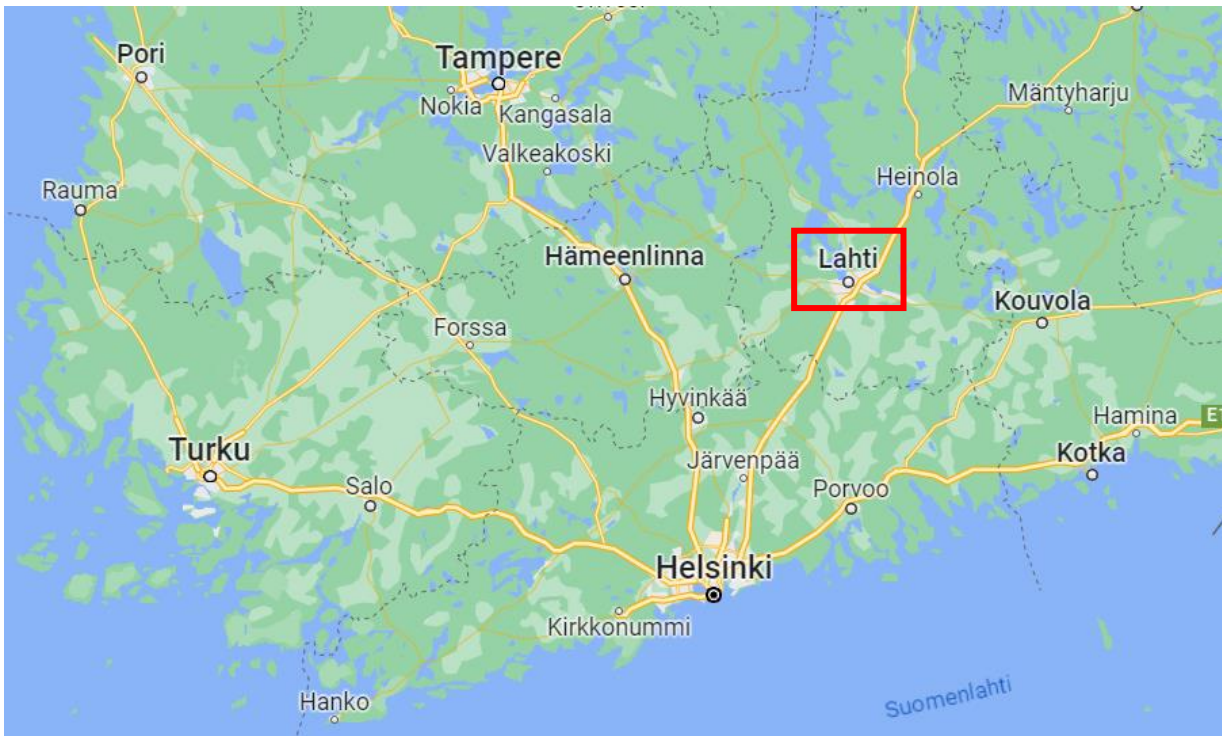 Pori
Tampere
Nokia
Kangasala
Mäntyharju
Valkeakoski
Rauma
Heinola
Hämeenlinna
Lahti
Kouvola
Forssa
Hyvinkää
Hamina
Turku
Järvenpää
Kotka
Salo
Porvoo
Helsinki
Kirkkonummi
Hanko
Suomenlahti